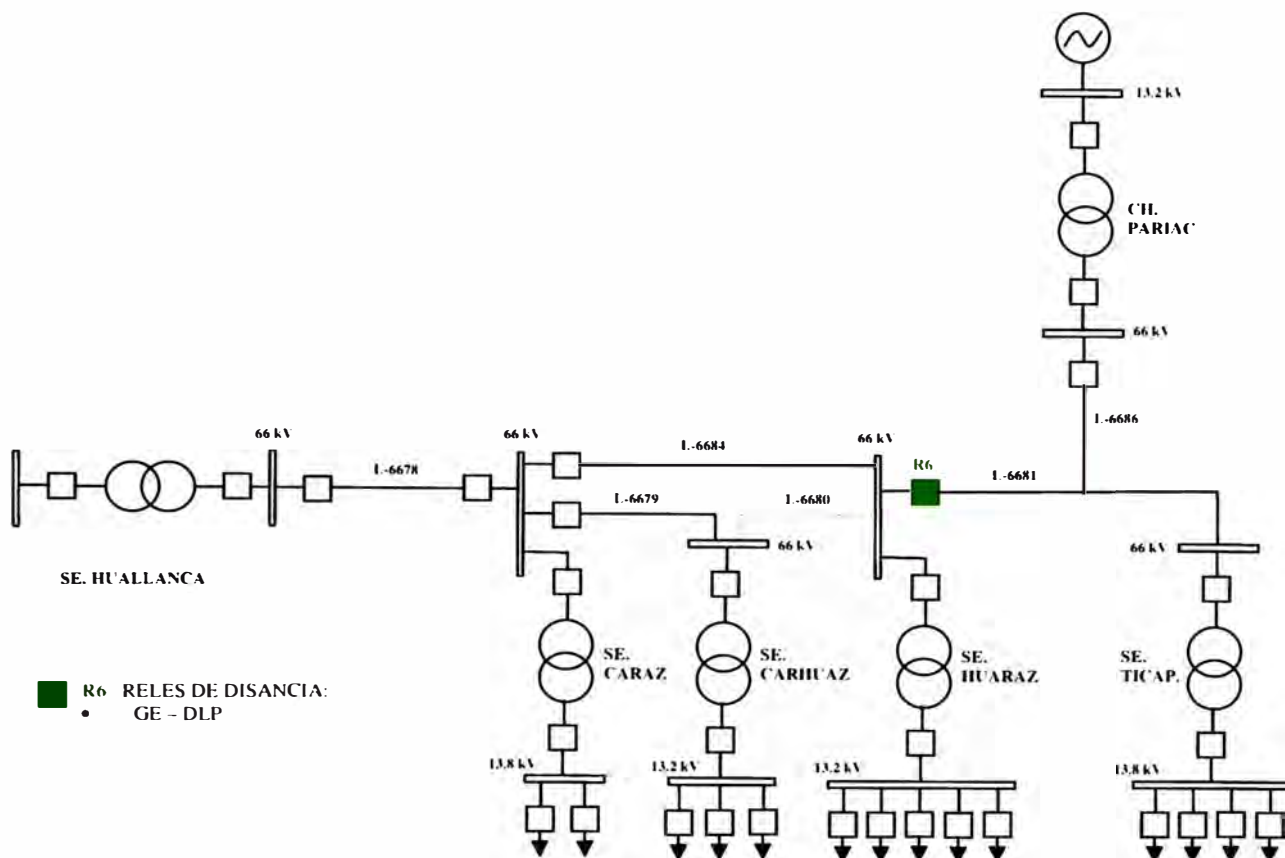 13.2 kV
CH.
PARIAC
66 kV
L-6686
66 kV
66 kV
L-6684
66 kV
R6
L-6681
L-6678
L-6679
L-6680
66 kV
66 kV
SE. HUALLANCA
SE.
CARAZ
SE.
CARHUAZ
SE.
HUARAZ
SE.
TICAP.
R6 RELES DE DISANCIA:
• GE – DLP
13.8 kV
13.2 kV
13.2 kV
13.8 kV